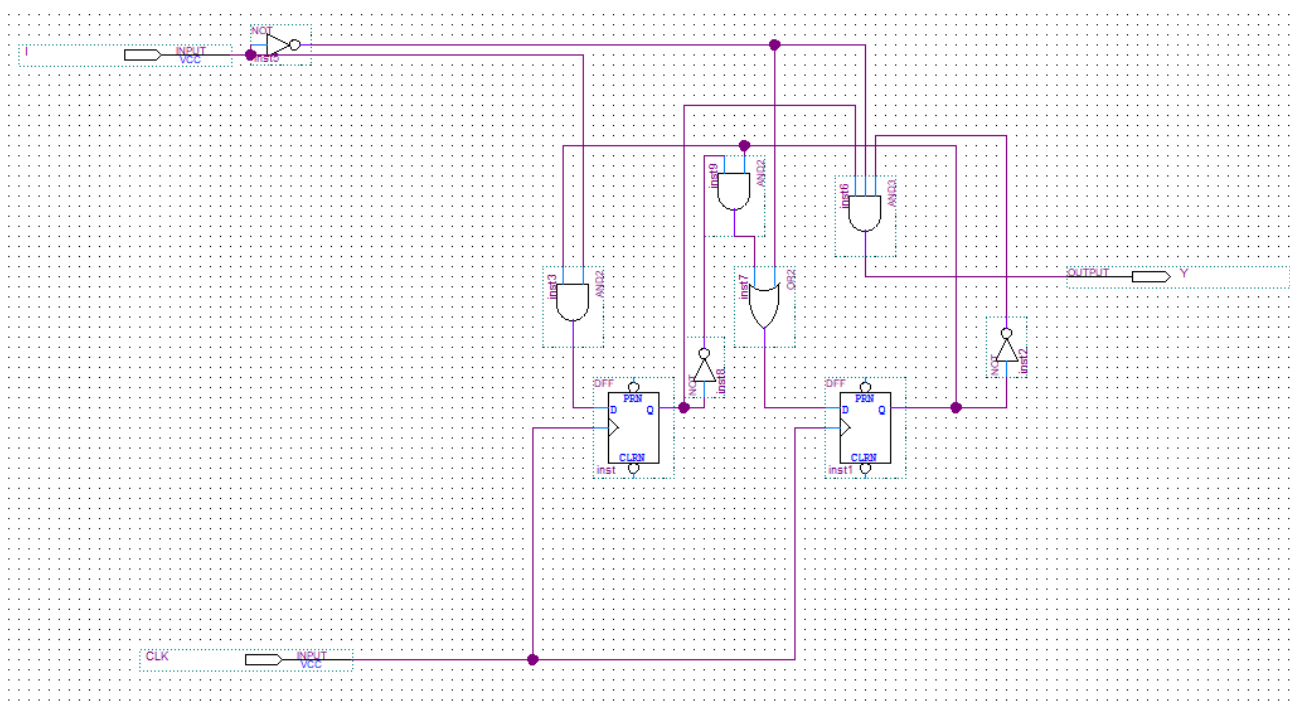 I
INPUT
VCC
NOT
inst5
inst9
AND2
inst6
AND3
inst3
AND2
inst7
OR2
OUTPUT
Y
NOT
inst8
NOT
inst2
DFF
PRN
D
Q
CLRN
inst
DFF
PRN
D
Q
CLRN
inst1
CLK
INPUT
VCC